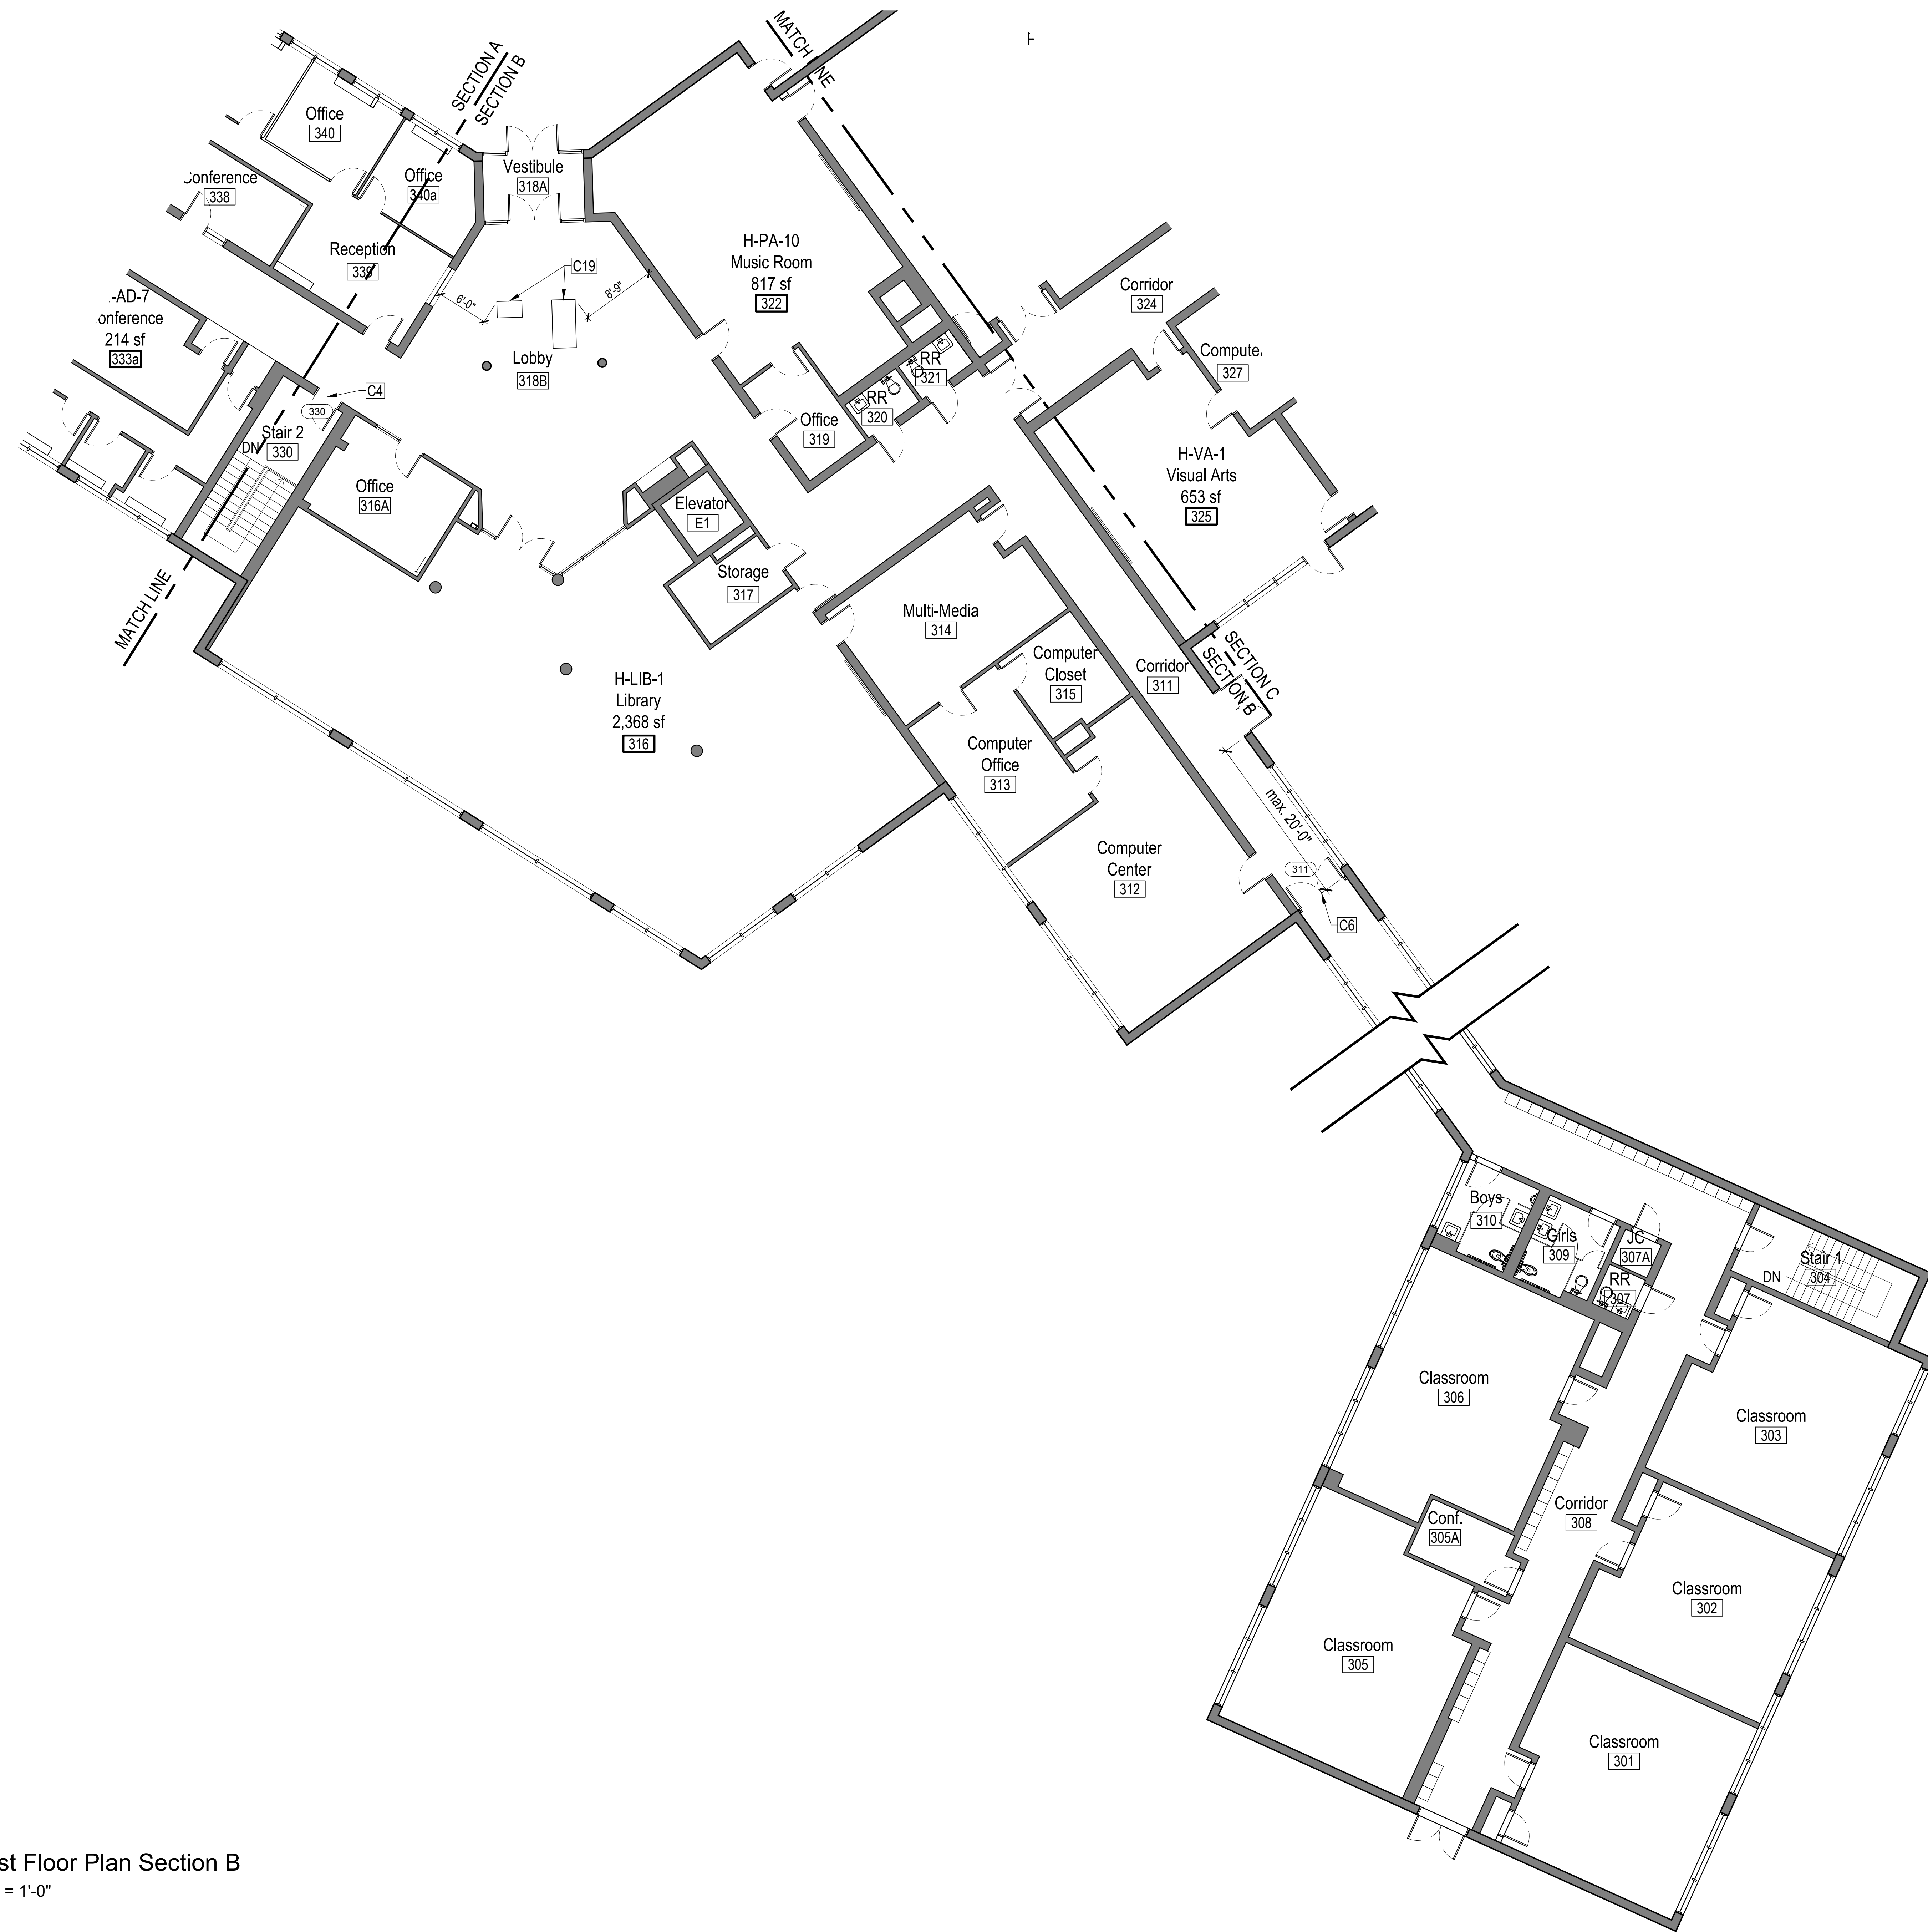 MATCH
NE
H
SECTION A
SECTION B
Office
340
Office
340a
Conference
338
Reception
339
Vestibule
318A
C19
6'-0"
8'-9"
H-PA-10
Music Room
817 sf
322
Corridor
324
Compute
327
-AD-7
onference
214 sf
333a
Lobby
318B
C4
330
Stair 2
330
DN
RR
321
RR
320
Office
319
H-VA-1
Visual Arts
653 sf
325
Office
316A
Elevator
E1
Storage
317
MATCH LINE
Multi-Media
314
Computer
Closet
315
Corridor
311
SECTION C
SECTION B
H-LIB-1
Library
2,368 sf
316
Computer
Office
313
max. 20'-0"
Computer
Center
312
311
C6
Boys
310
Girls
309
JC
307A
RR
307
Stair 1
304
DN
Classroom
306
Classroom
303
Conf.
305A
Corridor
308
Classroom
302
Classroom
305
Classroom
301
st Floor Plan Section B
= 1'-0"